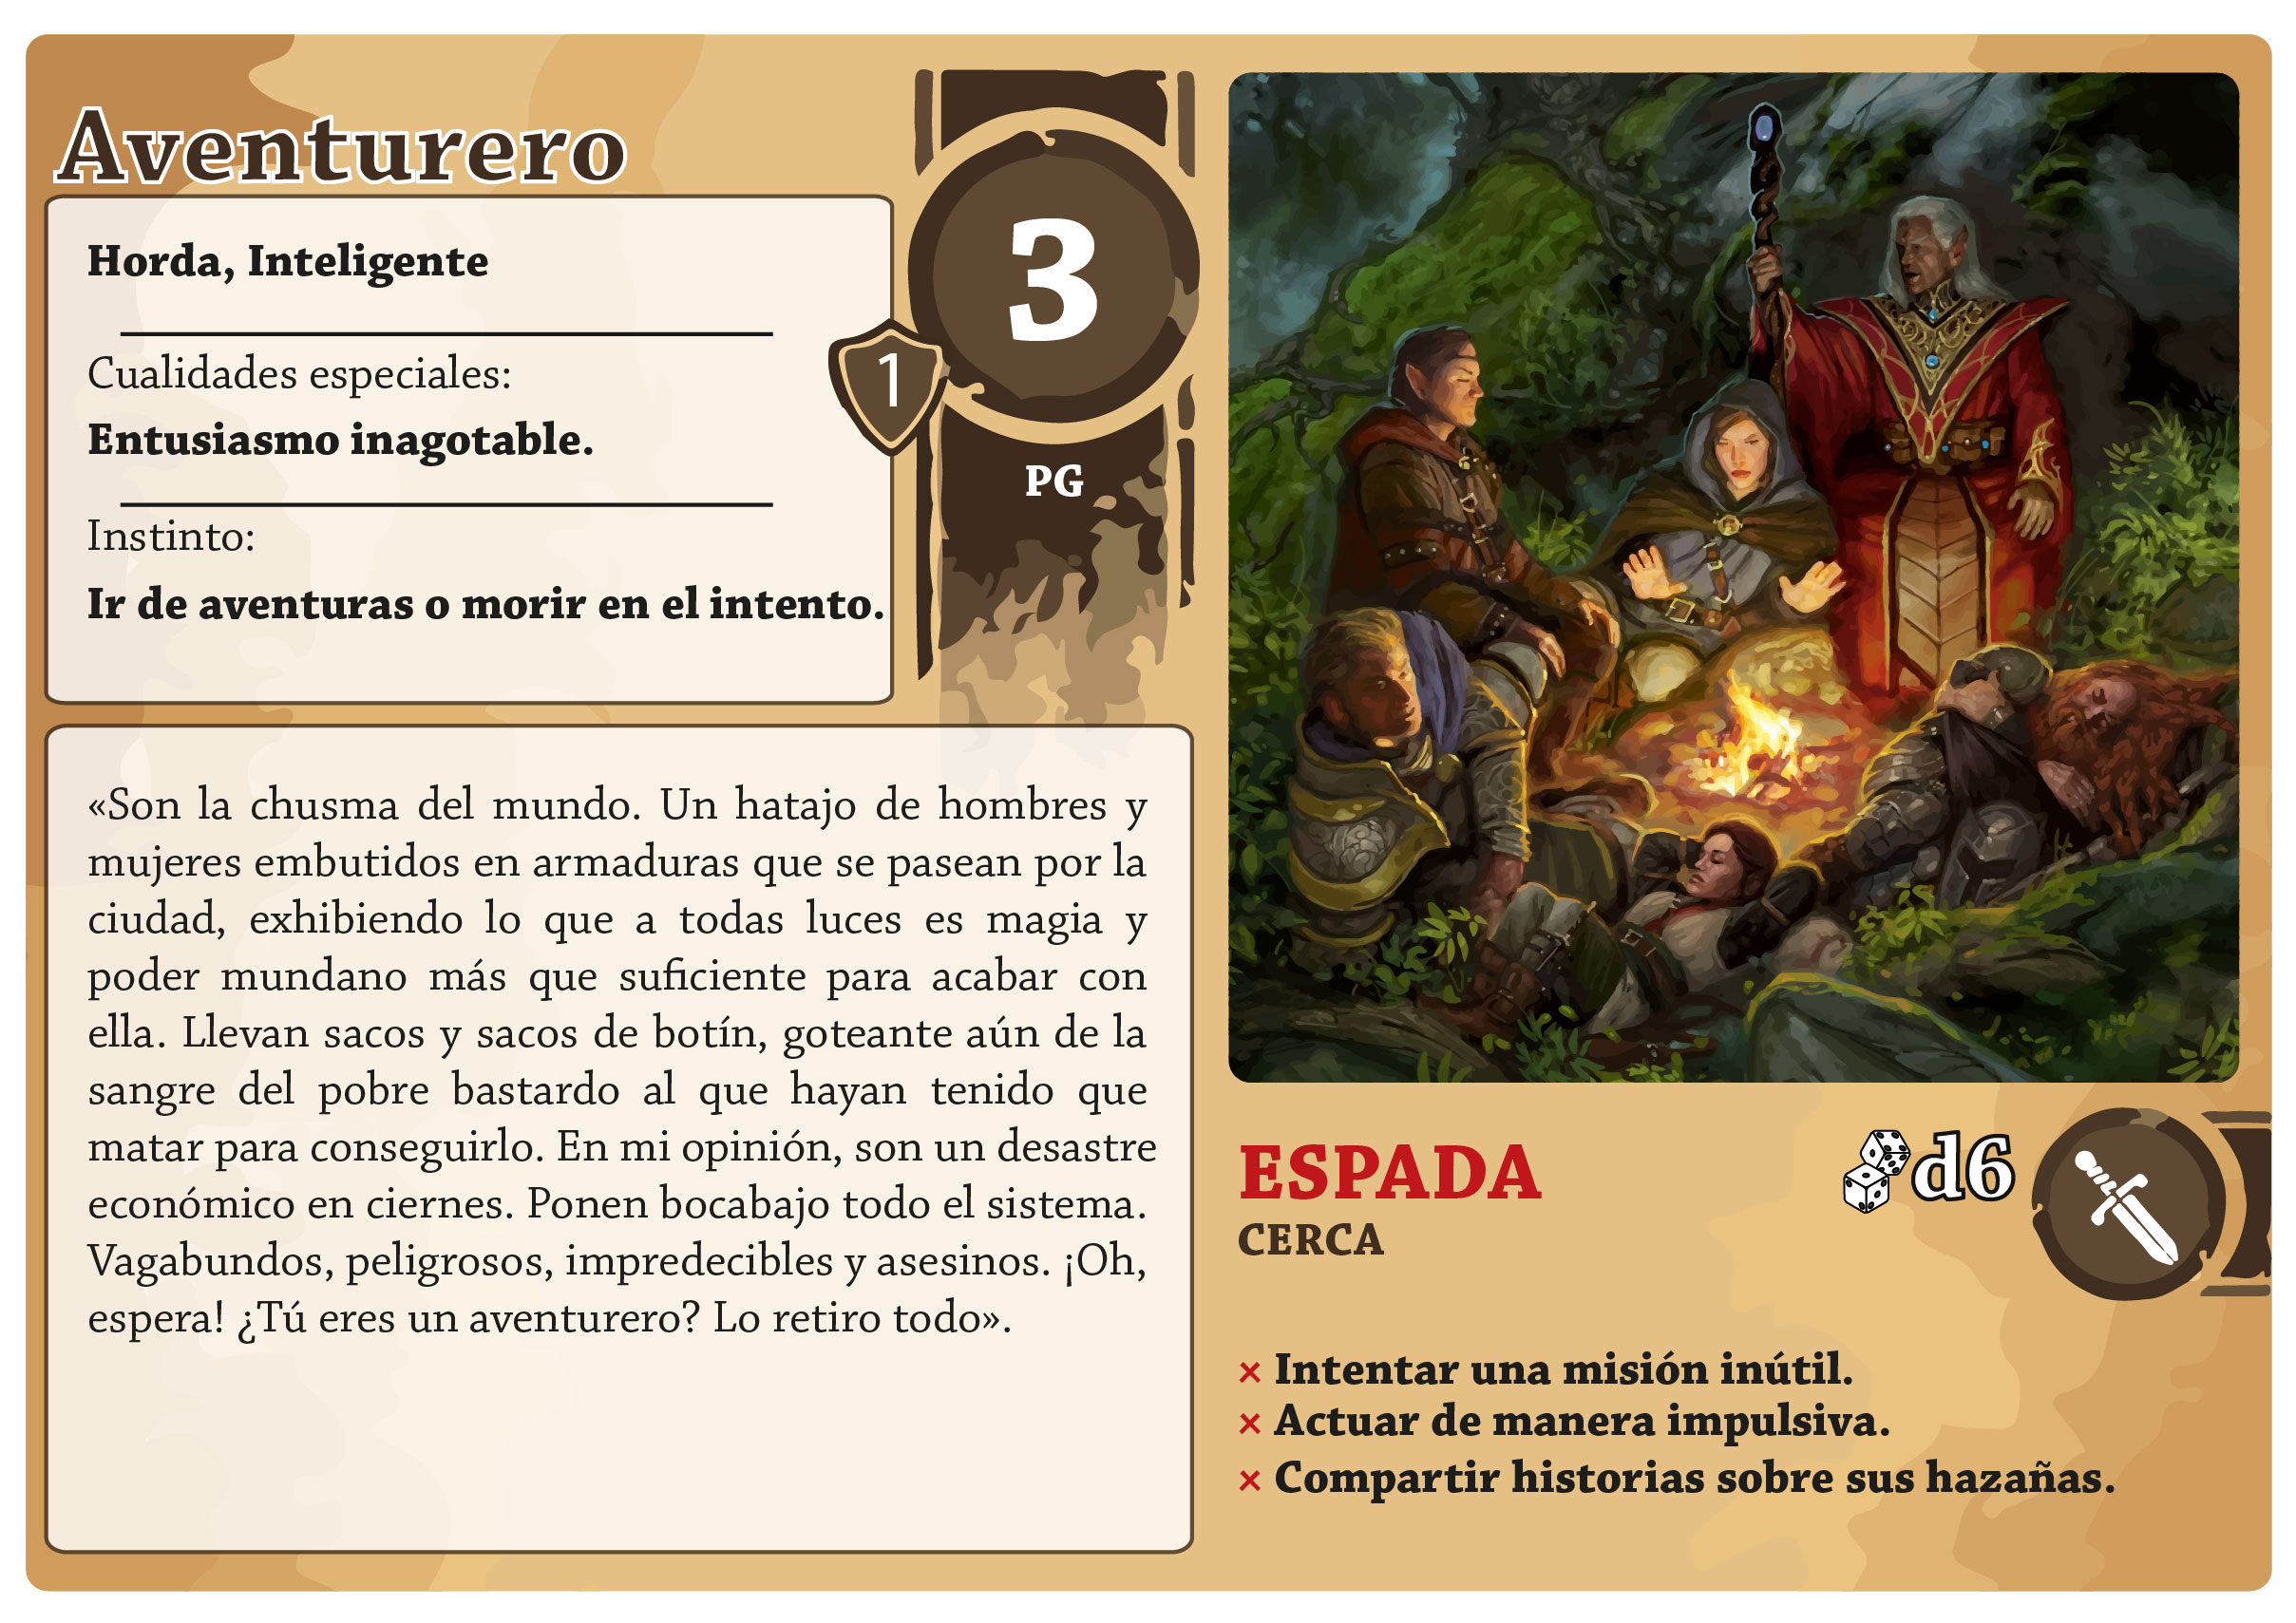 Aventurero
Horda, Inteligente
Cualidades especiales:
Entusiasmo inagotable.
Instinto:
Ir de aventuras o morir en el intento.
1
3
PG
«Son la chusma del mundo. Un hatajo de hombres y
mujeres embutidos en armaduras que se pasean por la
ciudad, exhibiendo lo que a todas luces es magia y
poder mundano más que suficiente para acabar con
ella. Llevan sacos y sacos de botín, goteante aún de la
sangre del pobre bastardo al que hayan tenido que
matar para conseguirlo. En mi opinión, son un desastre
económico en ciernes. Ponen bocabajo todo el sistema.
Vagabundos, peligrosos, impredecibles y asesinos. ¡Oh,
espera! ¿Tú eres un aventurero? Lo retiro todo».
ESPADA
d6
CERCA
× Intentar una misión inútil.
× Actuar de manera impulsiva.
× Compartir historias sobre sus hazañas.